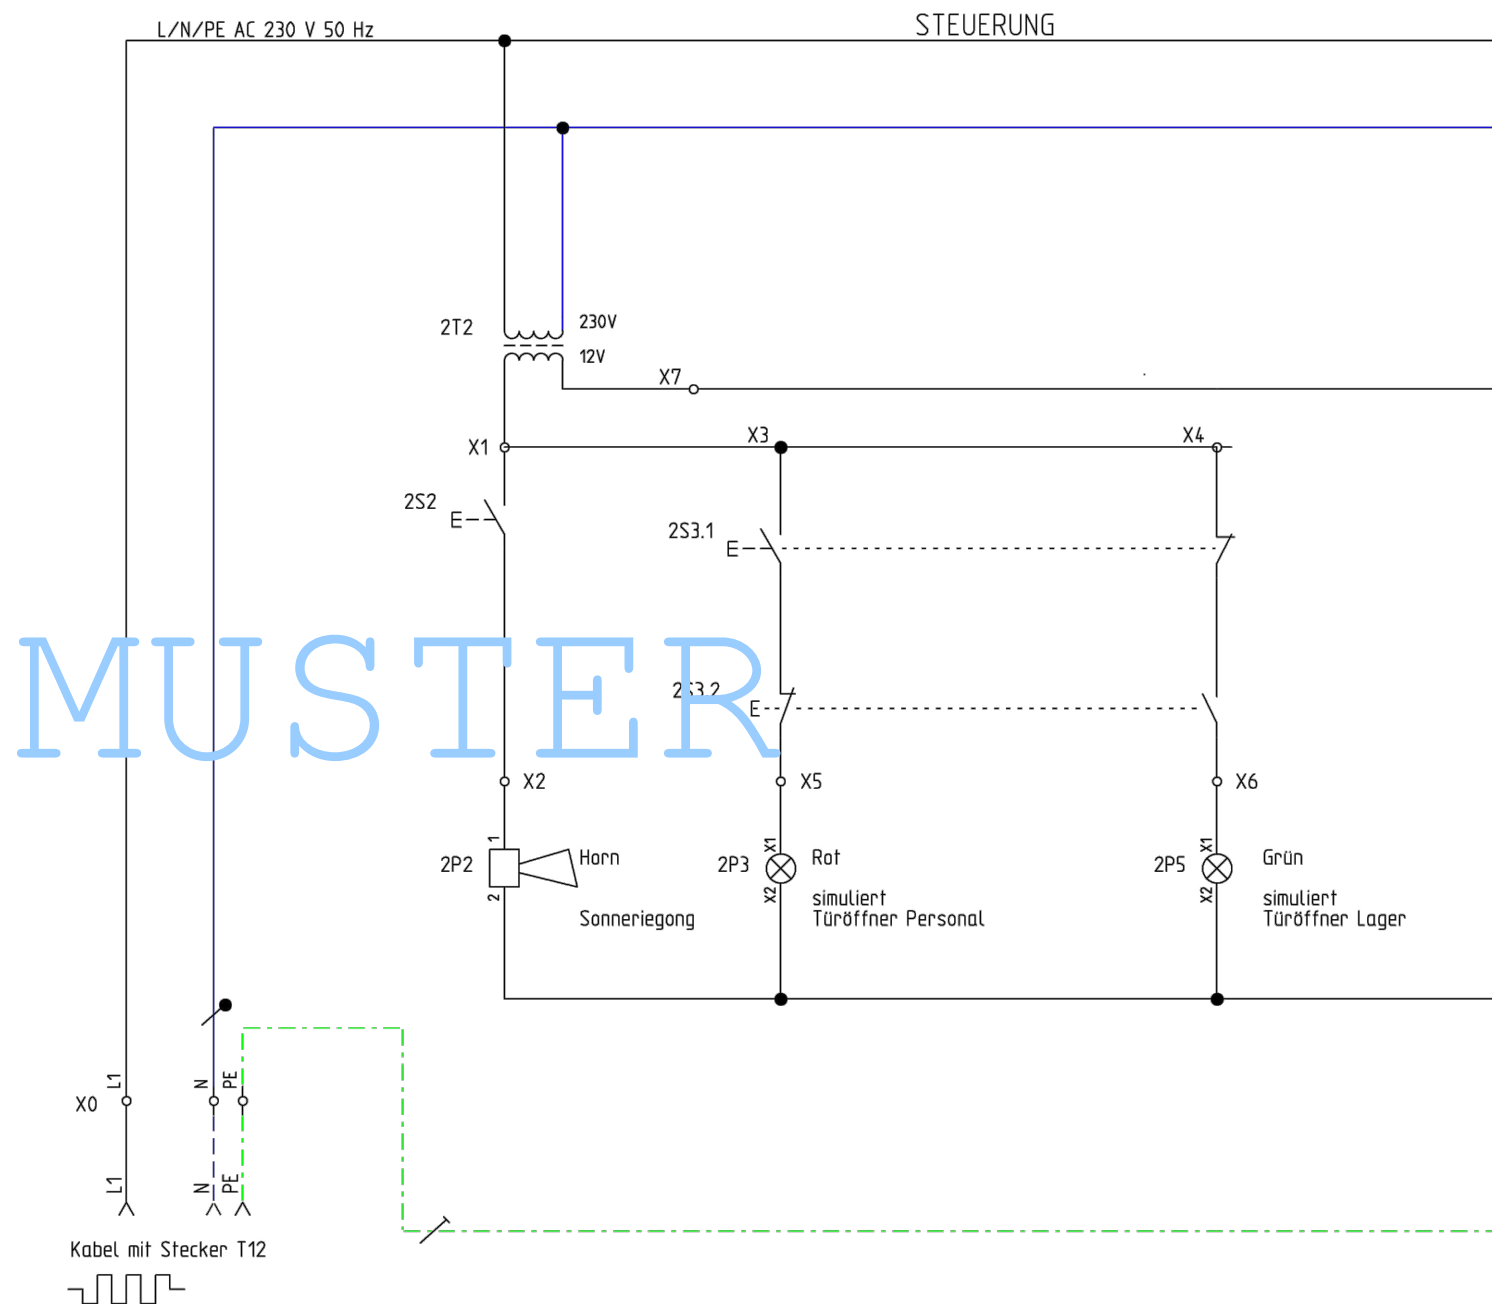 L/N/PE AC 230 V 50 Hz
STEUERUNG
2T2
230V
12V
X7
X1
X3
X4
2S2
2S3.1
MUSTER
2S3.2
X2
X5
X6
2P2
1
2
Horn
Sonneriegong
2P3
X1
X2
Rot
simuliert
Türöffner Personal
2P5
X1
X2
Grün
simuliert
Türöffner Lager
X0
L1
N
PE
L1
N
PE
Kabel mit Stecker T12